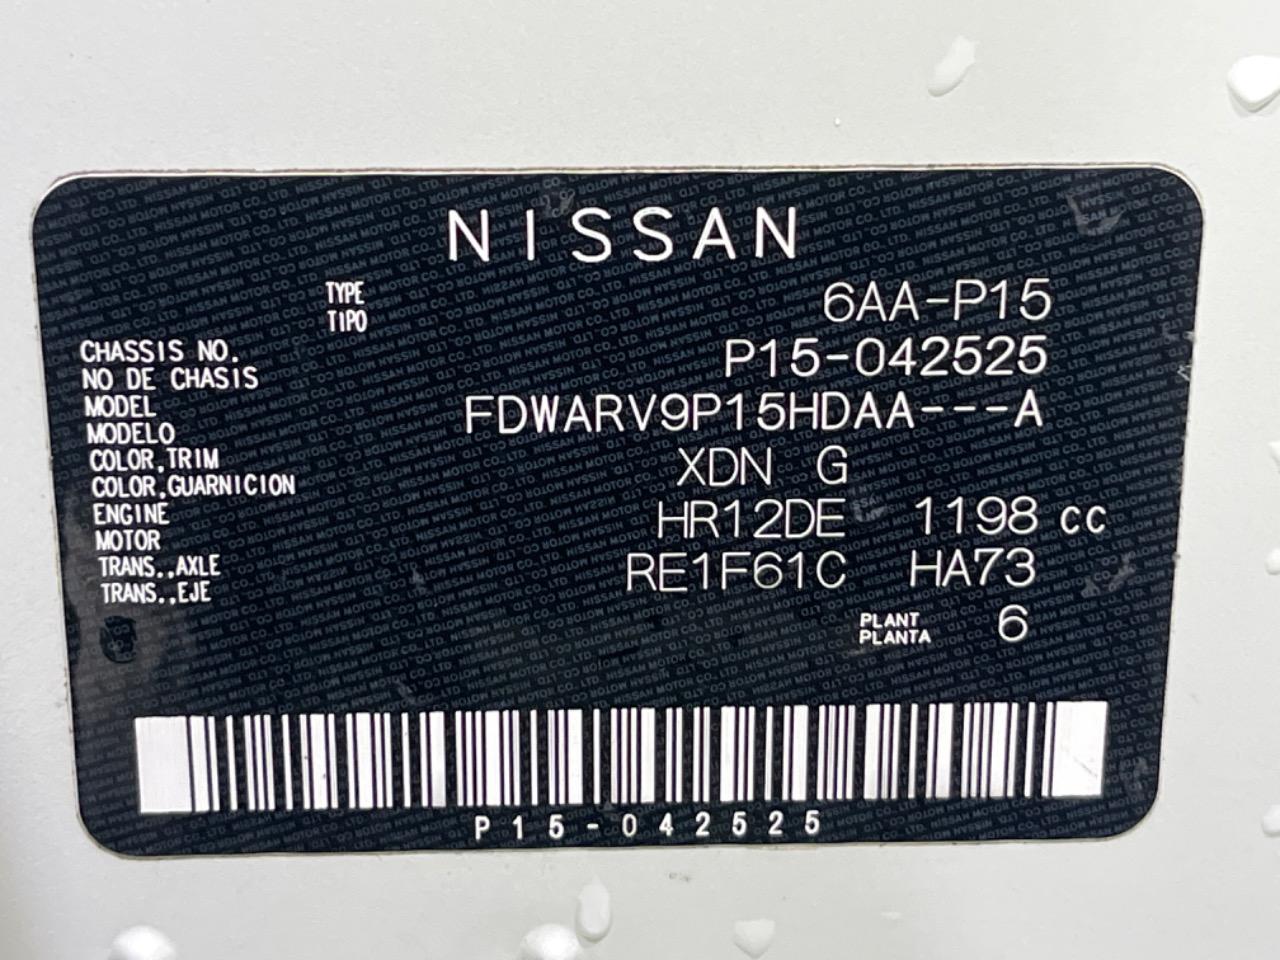 NISSAN
TYPE 6AA-P15
TIPO
CHASSIS NO. P15-042525
NO DE CHASIS
MODEL FDWARV9P15HDAA---A
MODELO
COLOR,TRIM XDN G
COLOR,GUARNICION
ENGINE HR12DE 1198 cc
MOTOR
TRANS.,AXLE RE1F61C HA73
TRANS.,EJE
PLANT 6
PLANTA
P15-042525